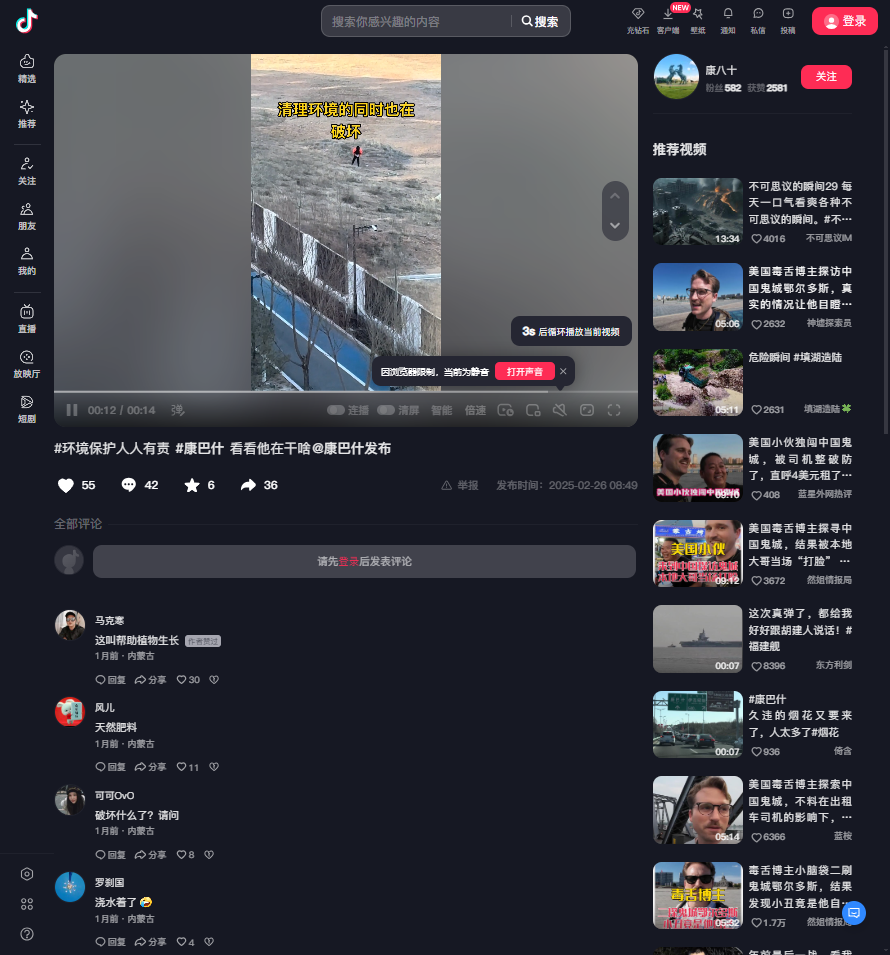 搜索你感兴趣的内容
搜索
充钻石
客户端
NEW
壁纸
通知
私信
投稿
登录
精选
推荐
关注
朋友
我的
直播
放映厅
短剧
清理环境的同时也在
破坏
3s 后循环播放当前视频
因浏览器限制，当前为静音
打开声音
00:12 / 00:14
弹
连播
清屏
智能
倍速
#环境保护人人有责 #康巴什 看看他在干啥@康巴什发布
55
42
6
36
举报
发布时间：2025-02-26 08:49
全部评论
请先登录后发表评论
马克寒
这叫帮助植物生长 作者赞过
1月前 · 内蒙古
回复 分享 30
风儿
天然肥料
1月前 · 内蒙古
回复 分享 11
可可OvO
破坏什么了？请问
1月前 · 内蒙古
回复 分享 8
罗刹国
浇水着了🤣
1月前 · 内蒙古
回复 分享 4
康八十
粉丝582 获赞2581
关注
推荐视频
不可思议的瞬间29 每
天一口气看爽各种不
可思议的瞬间。#不…
13:34
4016 不可思议IM
美国毒舌博主探访中
国鬼城鄂尔多斯，真
实的情况让他目瞪…
05:06
2632 神墟探索员
危险瞬间 #填湖造陆
05:11
2631 填湖造陆🍀
美国小伙独闯中国鬼
城，被司机整破防
了，直呼4美元租了…
美国小伙独闯中国鬼城
09:10
408 蓝星外网热评
美国毒舌博主探寻中
国鬼城，结果被本地
大哥当场“打脸” …
美国小伙
09:12
3672 然姐情报局
这次真弹了，都给我
好好跟胡建人说话！#
福建舰
00:07
8396 东方利剑
#康巴什
久违的烟花又要来
了，人太多了#烟花
00:07
936 倚含
美国毒舌博主探索中
国鬼城，不料在出租
车司机的影响下，…
05:14
6366 蓝梭
毒舌博主小脑袋二刷
鬼城鄂尔多斯，结果
发现小丑竟是他自…
毒舌博主
05:32
1.7万 然姐情报局